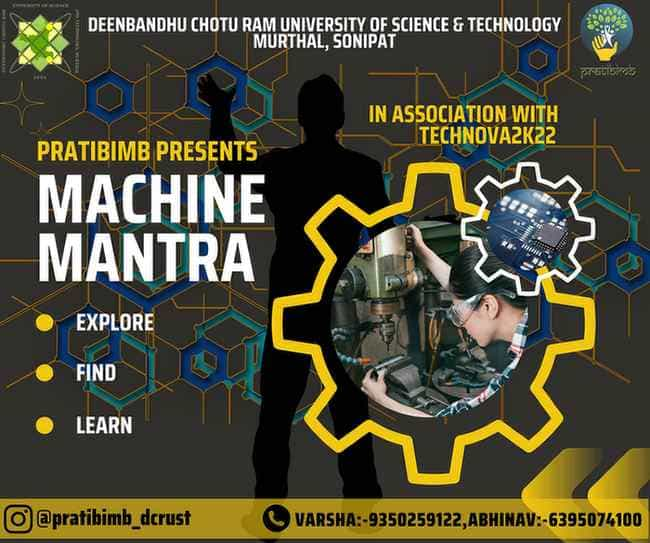 DEENBANDHU CHOTU RAM UNIVERSITY OF SCIENCE & TECHNOLOGY
MURTHAL, SONIPAT
pratibimb
IN ASSOCIATION WITH
TECHNOVA2K22
PRATIBIMB PRESENTS
MACHINE
MANTRA
EXPLORE
FIND
LEARN
@pratibimb_dcrust
VARSHA:-9350259122,ABHINAV:-6395074100